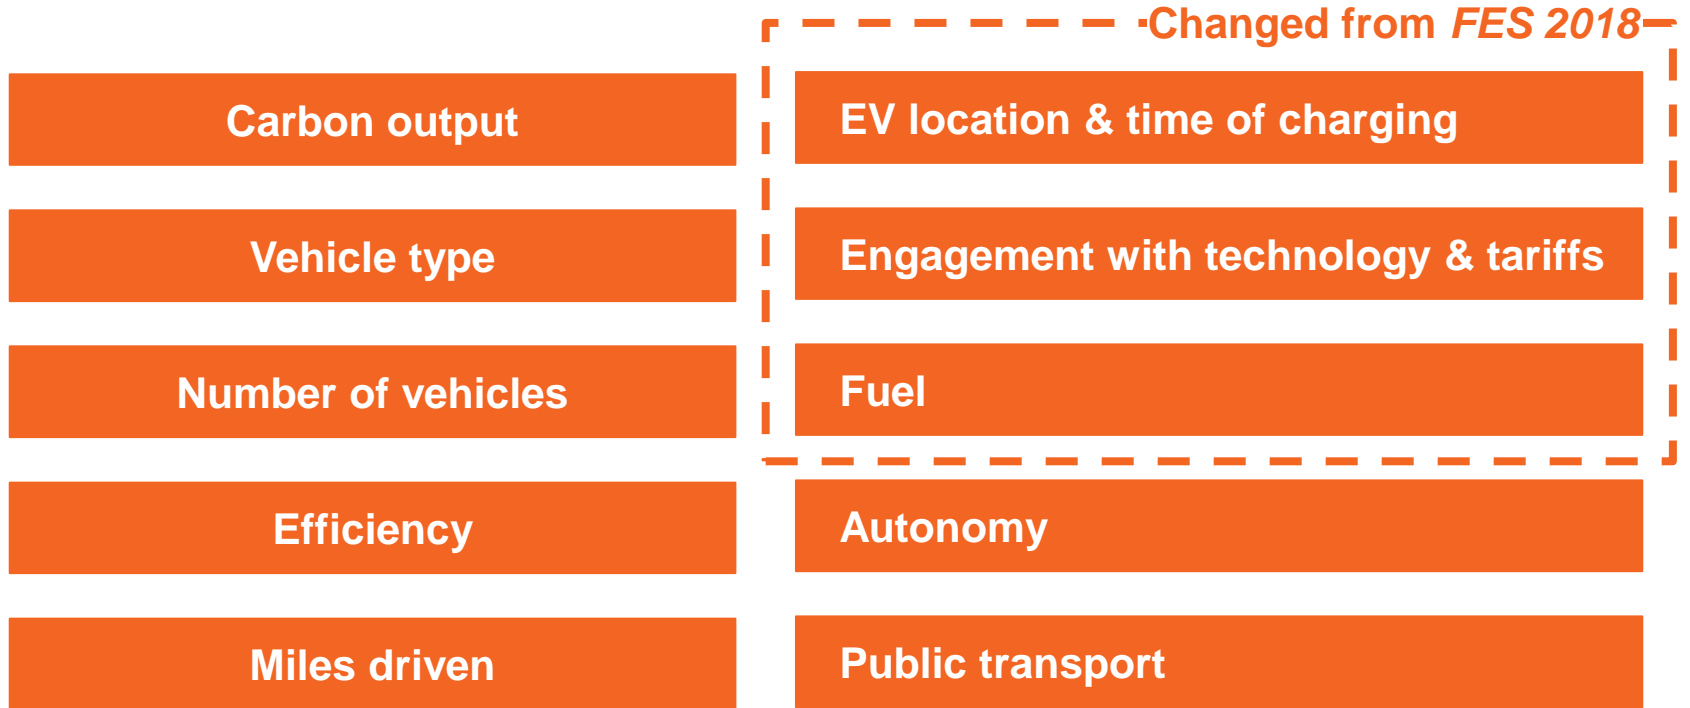 Changed from FES 2018
Carbon output
Vehicle type
Number of vehicles
Efficiency
Miles driven
EV location & time of charging
Engagement with technology & tariffs
Fuel
Autonomy
Public transport